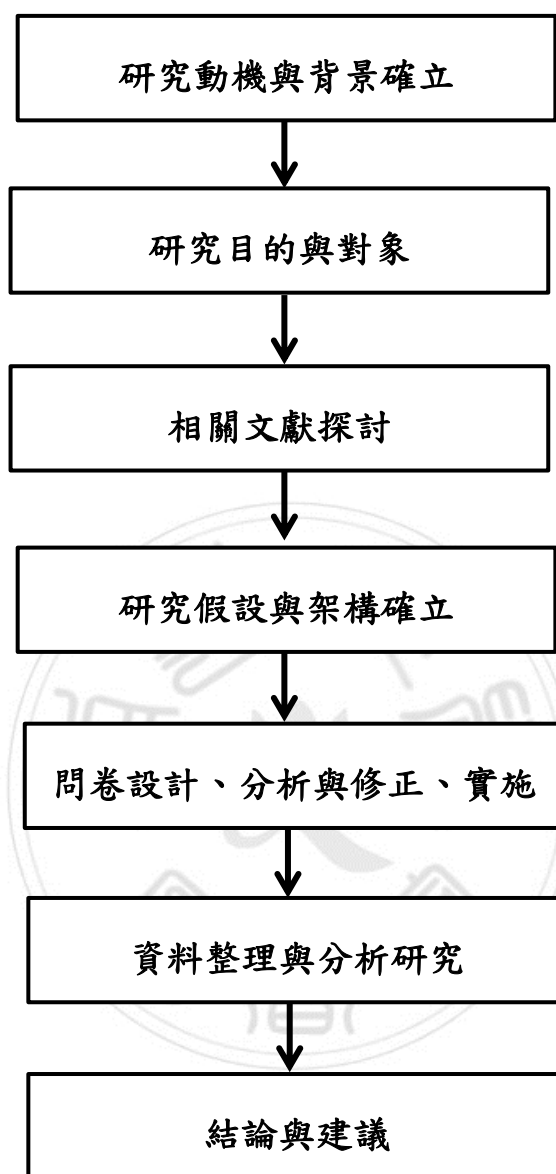 研究動機與背景確立
研究目的與對象
相關文獻探討
研究假設與架構確立
問卷設計、分析與修正、實施
資料整理與分析研究
結論與建議